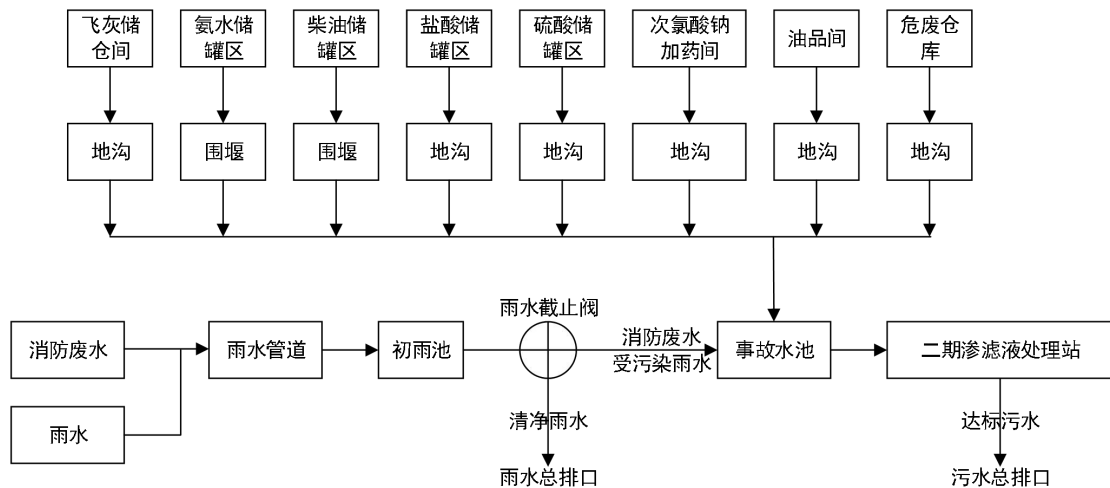 飞灰储
仓间
氨水储
罐区
柴油储
罐区
盐酸储
罐区
硫酸储
罐区
次氯酸钠
加药间
油品间
危废仓
库
地沟
围堰
围堰
地沟
地沟
地沟
地沟
地沟
雨水截止阀
消防废水
雨水管道
初雨池
消防废水
受污染雨水
事故水池
二期渗滤液处理站
雨水
清净雨水
达标污水
雨水总排口
污水总排口